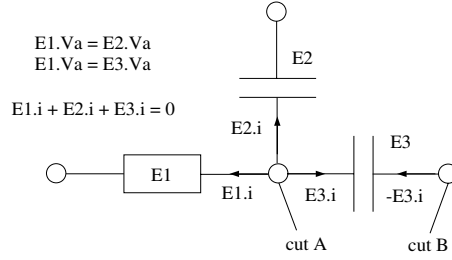 E1.Va = E2.Va
E1.Va = E3.Va
E1.i + E2.i + E3.i = 0
E2
E2.i
E1
E1.i
E3.i
E3
-E3.i
cut A
cut B